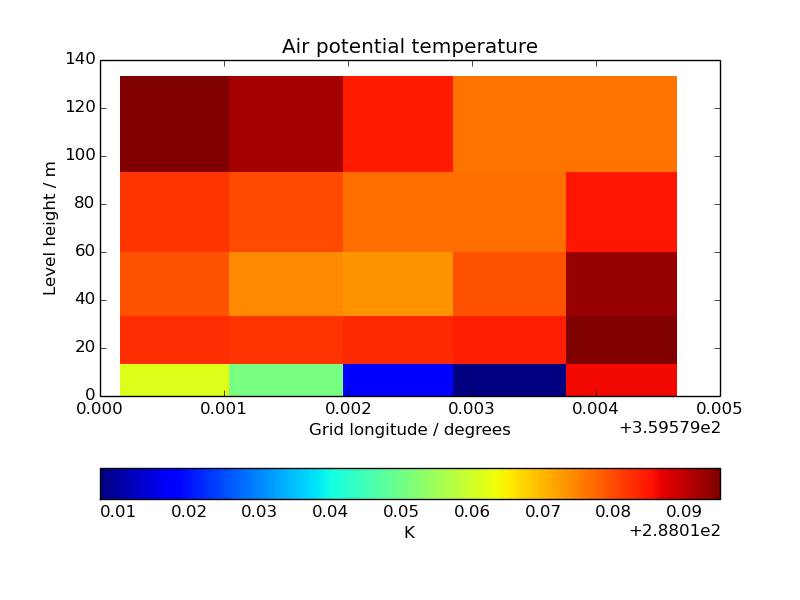 Air potential temperature
140
120
100
80
60
40
20
0
Level height / m
0.000 0.001 0.002 0.003 0.004 0.005
Grid longitude / degrees
+3.59579e2
0.01 0.02 0.03 0.04 0.05 0.06 0.07 0.08 0.09
K
+2.8801e2